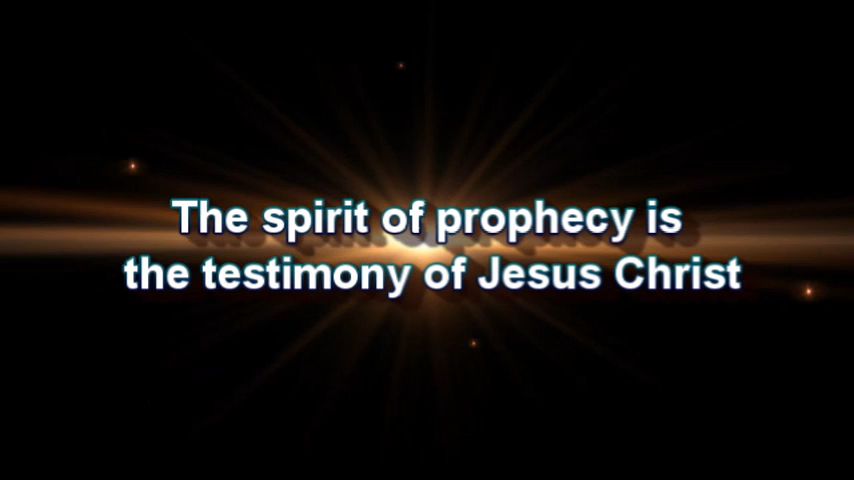 The spirit of prophecy is
the testimony of Jesus Christ